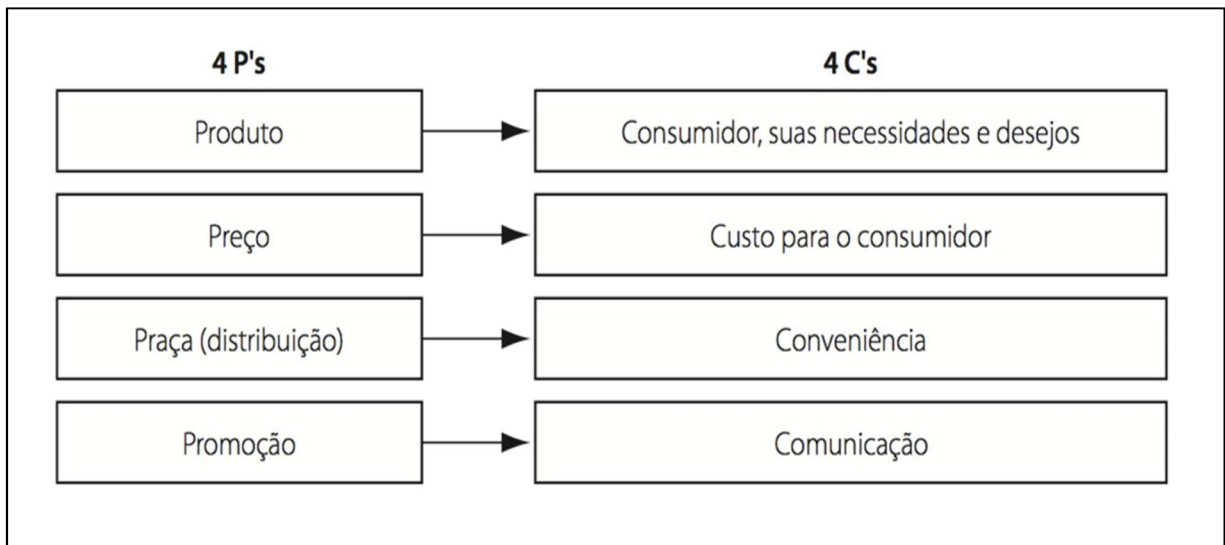 4 P's
4 C's
Produto
Consumidor, suas necessidades e desejos
Preço
Custo para o consumidor
Praça (distribuição)
Conveniência
Promoção
Comunicação